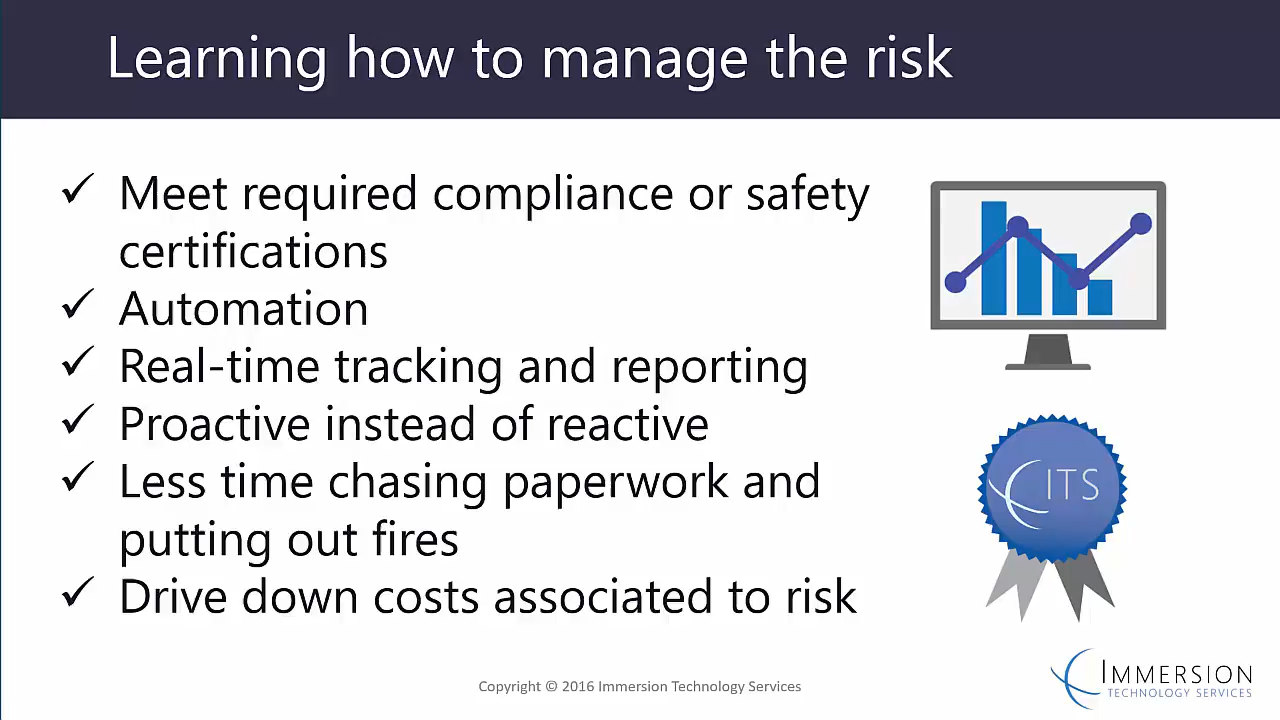 Learning how to manage the risk
✓ Meet required compliance or safety
certifications
✓ Automation
✓ Real-time tracking and reporting
✓ Proactive instead of reactive
✓ Less time chasing paperwork and
putting out fires
✓ Drive down costs associated to risk
ITS
Copyright © 2016 Immersion Technology Services
IMMERSION
TECHNOLOGY SERVICES